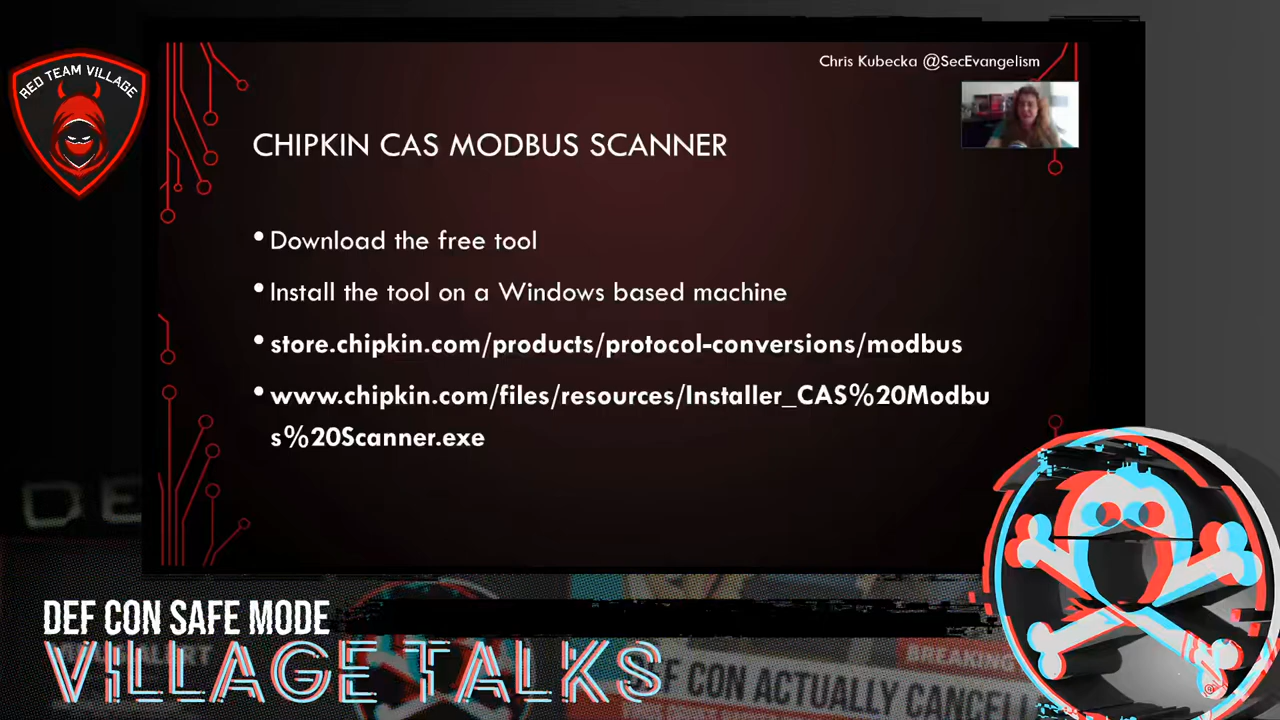 RED TEAM VILLAGE
Chris Kubecka @SecEvangelism
CHIPKIN CAS MODBUS SCANNER
• Download the free tool
• Install the tool on a Windows based machine
• store.chipkin.com/products/protocol-conversions/modbus
• www.chipkin.com/files/resources/Installer_CAS%20Modbu
s%20Scanner.exe
DEF CON SAFE MODE
VILLAGE TALKS
BREAKING
DEF CON ACTUALLY CANCELL